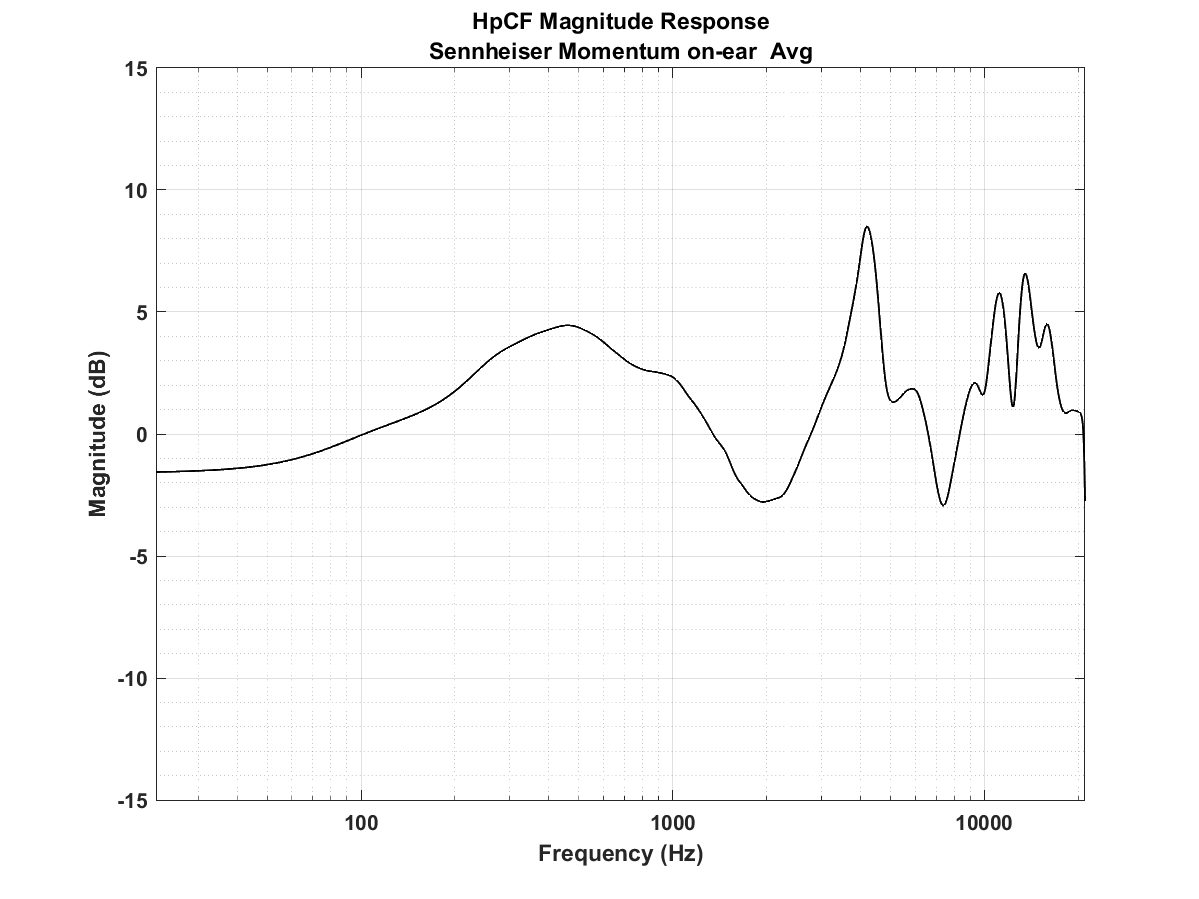 HpCF Magnitude Response
Sennheiser Momentum on-ear  Avg
15
10
5
0
-5
-10
-15
Magnitude (dB)
100
1000
10000
Frequency (Hz)